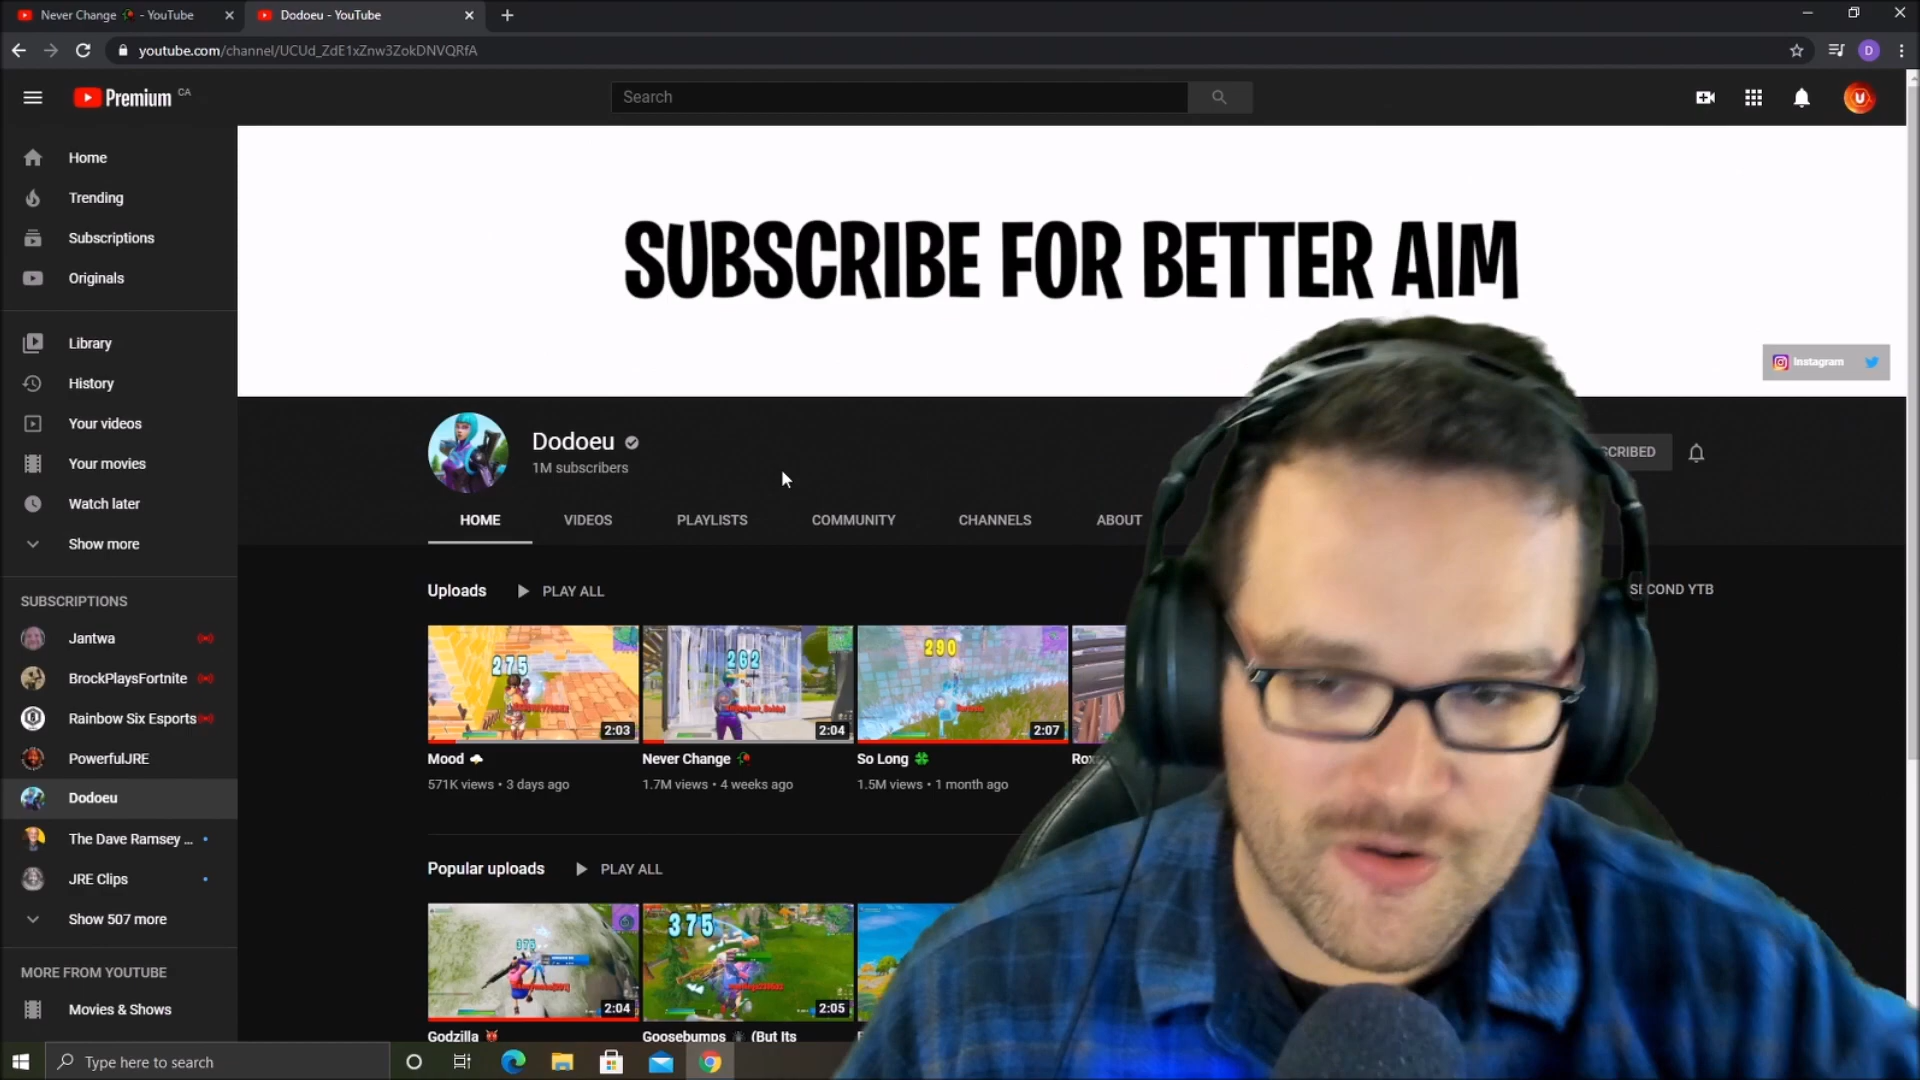 Never Change 🥀 - YouTube
Dodoeu - YouTube
youtube.com/channel/UCUd_ZdE1xZnw3ZokDNVQRfA
D
Premium CA
Search
U
Home
Trending
Subscriptions
Originals
Library
History
Your videos
Your movies
Watch later
Show more
SUBSCRIPTIONS
Jantwa
BrockPlaysFortnite
Rainbow Six Esports
PowerfulJRE
Dodoeu
The Dave Ramsey ...
JRE Clips
Show 507 more
MORE FROM YOUTUBE
Movies & Shows
SUBSCRIBE FOR BETTER AIM
Instagram
Dodoeu
1M subscribers
SCRIBED
HOME VIDEOS PLAYLISTS COMMUNITY CHANNELS ABOUT
Uploads PLAY ALL
SECOND YTB
275
2:03
262
2:04
290
2:07
Mood 🌩
571K views • 3 days ago
Never Change 🥀
1.7M views • 4 weeks ago
So Long 🍀
1.5M views • 1 month ago
Rox
Popular uploads PLAY ALL
375
2:04
375
2:05
Godzilla 👹
Goosebumps 🕷 (But Its
Type here to search